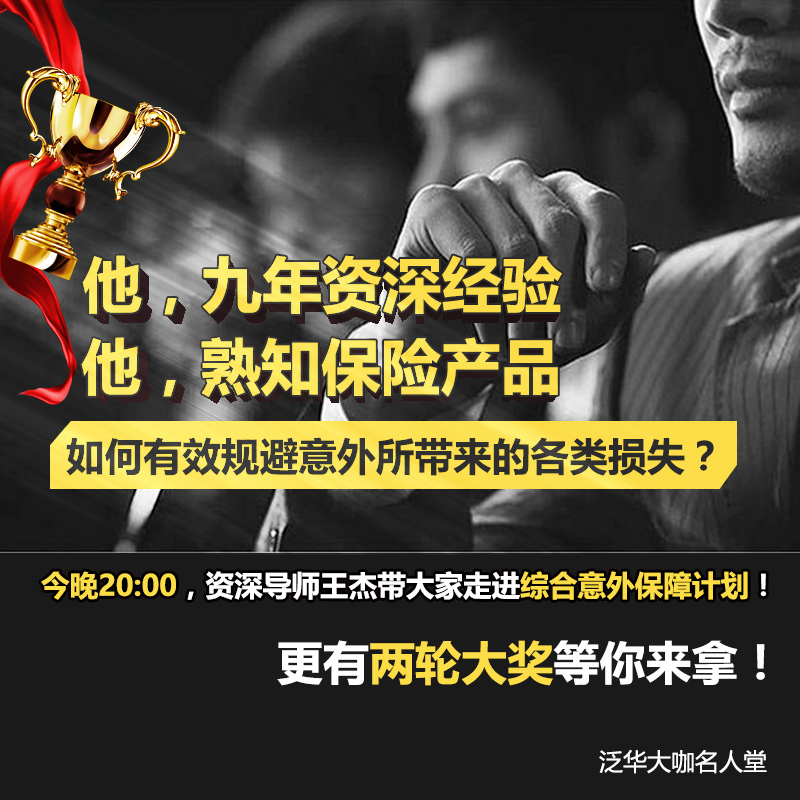 他，九年资深经验
他，熟知保险产品
如何有效规避意外所带来的各类损失？
今晚20:00，资深导师王杰带大家走进综合意外保障计划！
更有两轮大奖等你来拿！
泛华大咖名人堂